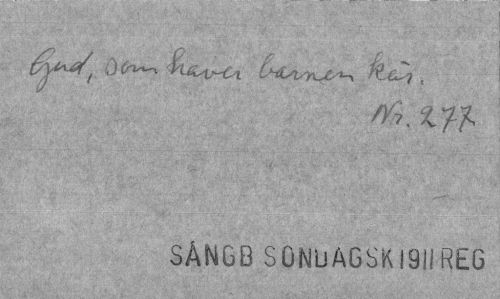 Gud, som haver barnen kär.
Nr. 277
SÅNGB SÖNDAGSK 1911 REG